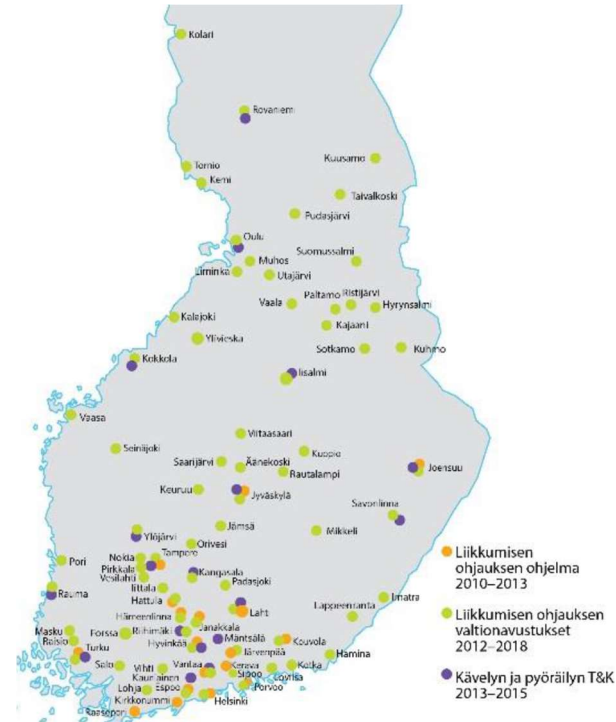 Kolari
Rovaniemi
Kuusamo
Tornio
Kemi
Taivalkoski
Pudasjärvi
Oulu
Suomussalmi
Muhos
Liminka
Utajärvi
Paltamo
Ristijärvi
Vaala
Hyrynsalmi
Kalajoki
Kajaani
Ylivieska
Sotkamo
Kuhmo
Kokkola
Iisalmi
Vaasa
Viitasaari
Seinäjoki
Kuopio
Saarijärvi
Äänekoski
Rautalampi
Joensuu
Keuruu
Jyväskylä
Savonlinna
Jämsä
Mikkeli
Ylöjärvi
Orivesi
Nokia
Tampere
Pori
Pirkkala
Vesilahti
Kangasala
Iittala
Padasjoki
Rauma
Hattula
Imatra
Hämeenlinna
Lahti
Lappeenranta
Janakkala
Masku
Forssa
Riihimäki
Mäntsälä
Kouvola
Raisio
Hyvinkää
Järvenpää
Turku
Hamina
Salo
Vihti
Vantaa
Kerava
Kotka
Kauniainen
Sipoo
Loviisa
Lohja
Espoo
Porvoo
Kirkkonummi
Helsinki
Raasepori
Liikkumisen
ohjauksen ohjelma
2010–2013
Liikkumisen ohjauksen
valtionavustukset
2012–2018
Kävelyn ja pyöräilyn T&K
2013–2015